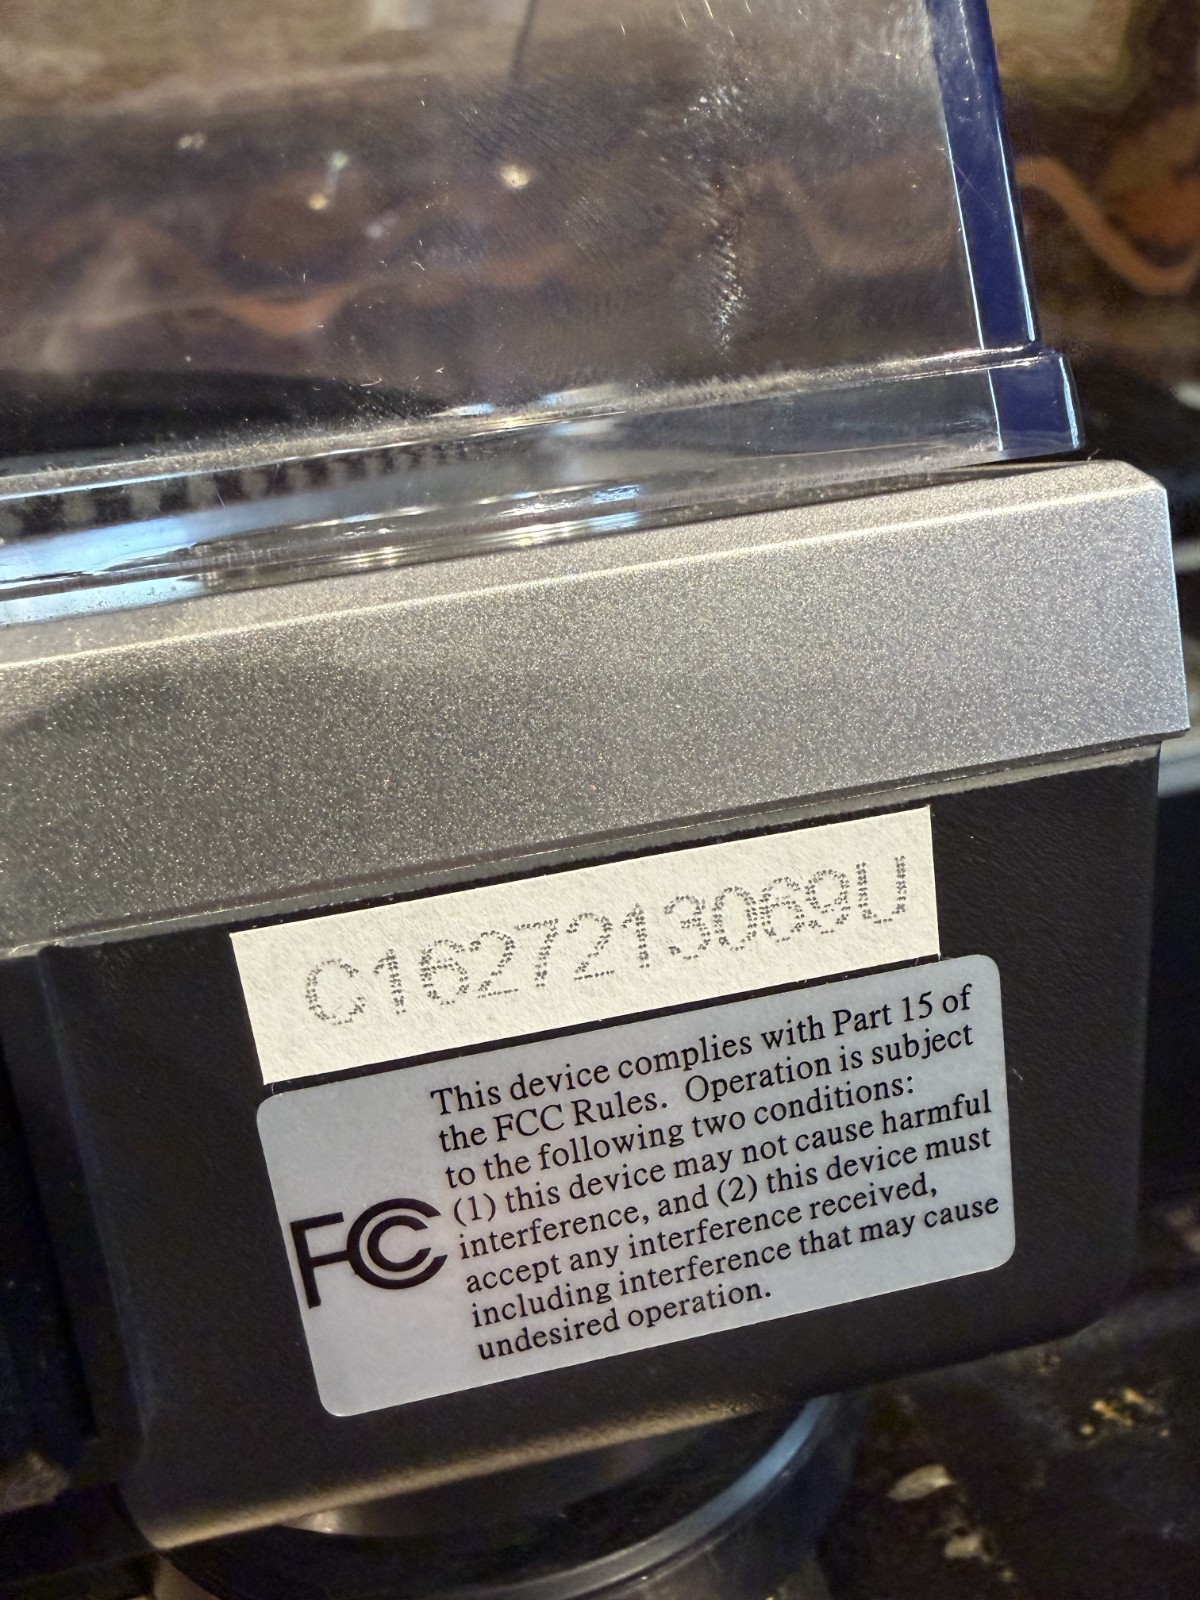 C1627213069U
This device complies with Part 15 of
the FCC Rules. Operation is subject
to the following two conditions:
(1) this device may not cause harmful
interference, and (2) this device must
accept any interference received,
including interference that may cause
undesired operation.
FC